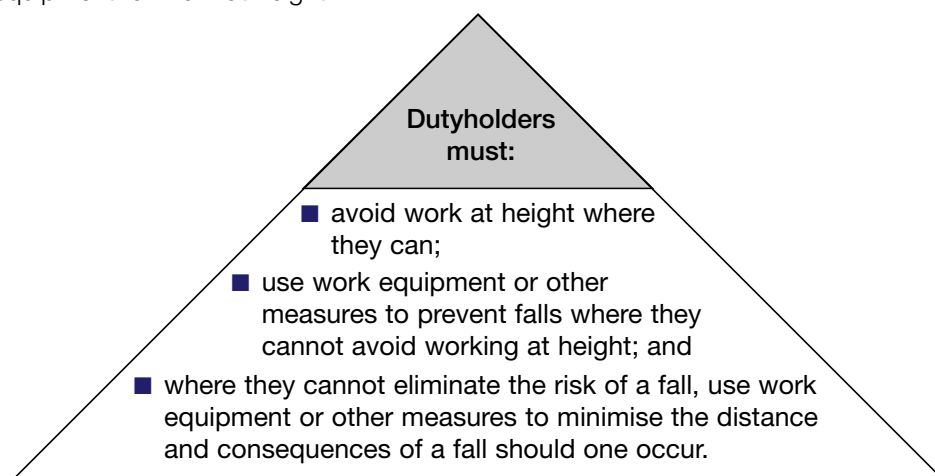 Dutyholders
must:
■ avoid work at height where
they can;
■ use work equipment or other
measures to prevent falls where they
cannot avoid working at height; and
■ where they cannot eliminate the risk of a fall, use work
equipment or other measures to minimise the distance
and consequences of a fall should one occur.